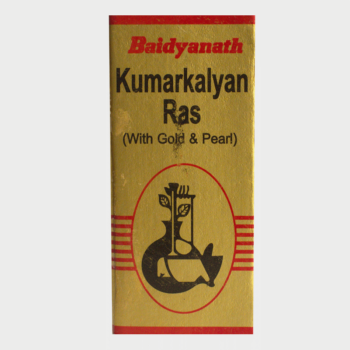 Baidyanath
Kumarkalyan
Ras
(With Gold & Pearl)